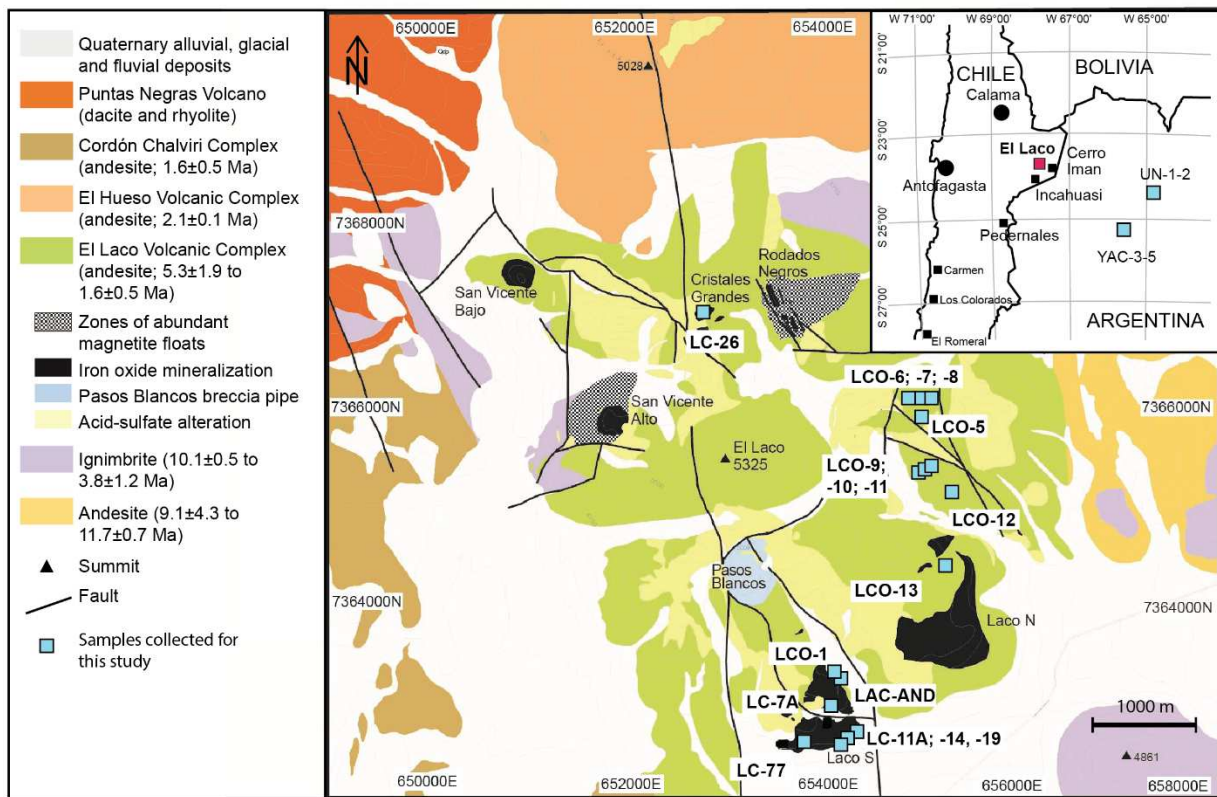 Quaternary alluvial, glacial
and fluvial deposits
Puntas Negras Volcano
(dacite and rhyolite)
Cordón Chalviri Complex
(andesite; 1.6±0.5 Ma)
El Hueso Volcanic Complex
(andesite; 2.1±0.1 Ma)
El Laco Volcanic Complex
(andesite; 5.3±1.9 to
1.6±0.5 Ma)
Zones of abundant
magnetite floats
Iron oxide mineralization
Pasos Blancos breccia pipe
Acid-sulfate alteration
Ignimbrite (10.1±0.5 to
3.8±1.2 Ma)
Andesite (9.1±4.3 to
11.7±0.7 Ma)
Summit
Fault
Samples collected for
this study
650000E
652000E
654000E
N
5028
7368000N
San Vicente
Bajo
Cristales
Grandes
Rodados
Negros
LC-26
7366000N
San Vicente
Alto
LCO-6; -7; -8
7366000N
LCO-5
El Laco
5325
LCO-9;
-10; -11
LCO-12
Pasos
Blancos
7364000N
LCO-13
Laco N
7364000N
LCO-1
LAC-AND
LC-7A
LC-11A; -14, -19
Laco S
LC-77
1000 m
4861
650000E
652000E
654000E
656000E
658000E
W 71°00'
W 69°00'
W 67°00'
W 65°00'
S 21°00'
S 23°00'
S 25°00'
S 27°00'
CHILE
BOLIVIA
Calama
El Laco
Cerro
Iman
UN-1-2
Antofagasta
Incahuasi
Pedernales
YAC-3-5
Carmen
Los Colorados
ARGENTINA
El Romeral